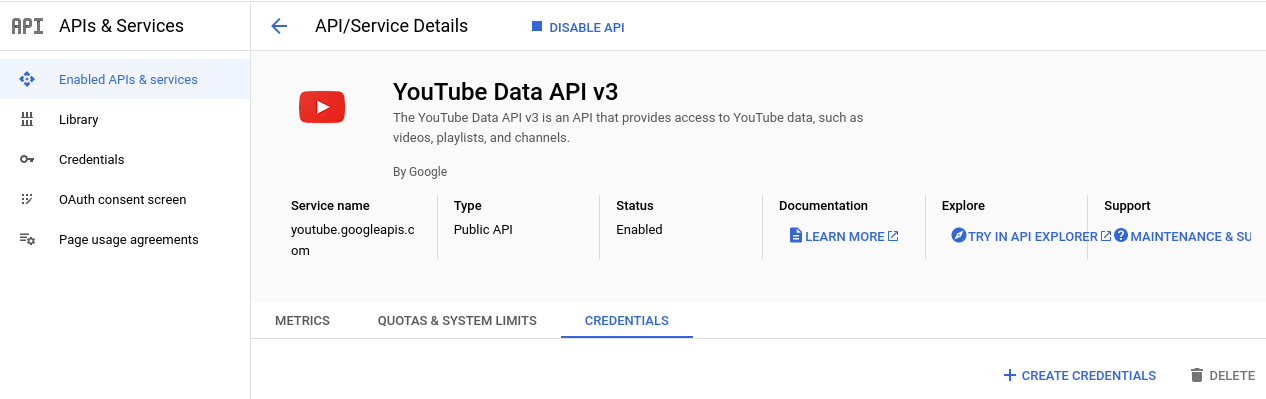 API APIs & Services
API/Service Details
DISABLE API
Enabled APIs & services
Library
Credentials
OAuth consent screen
Page usage agreements
YouTube Data API v3
The YouTube Data API v3 is an API that provides access to YouTube data, such as
videos, playlists, and channels.
By Google
Service name
youtube.googleapis.c
om
Type
Public API
Status
Enabled
Documentation
LEARN MORE
Explore
TRY IN API EXPLORER
Support
MAINTENANCE & SU
METRICS
QUOTAS & SYSTEM LIMITS
CREDENTIALS
CREATE CREDENTIALS
DELETE